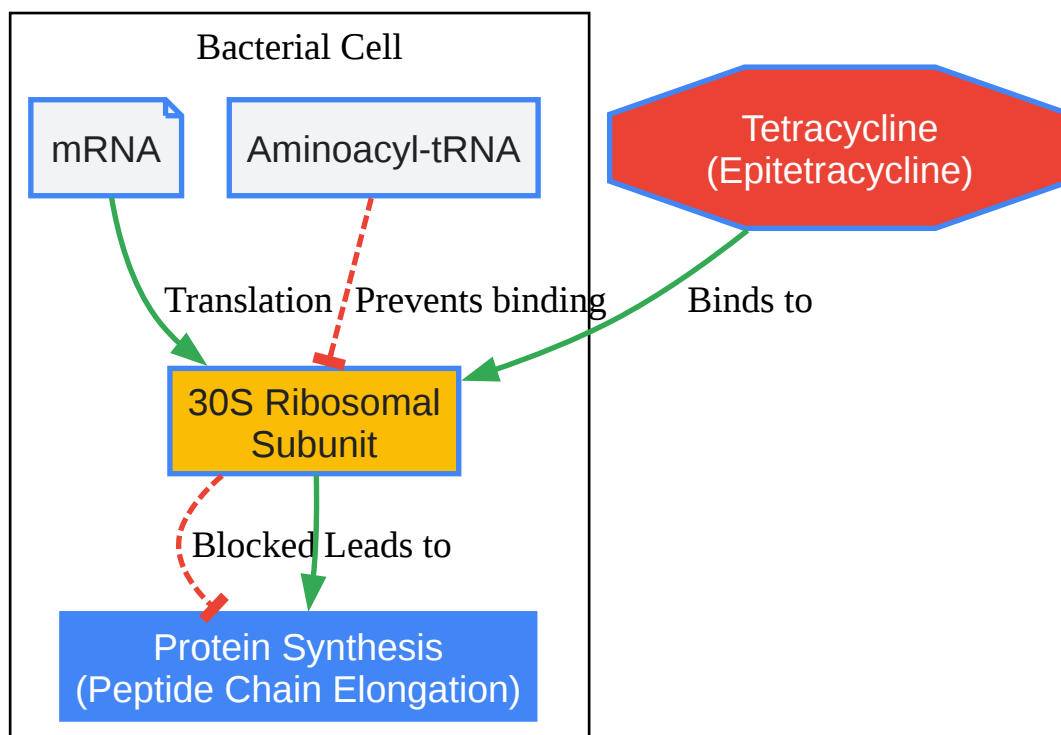 Bacterial Cell
mRNA
Aminoacyl-tRNA
Tetracycline
(Epitetracycline)
Translation
Prevents binding
Binds to
30S Ribosomal
Subunit
Blocked
Leads to
Protein Synthesis
(Peptide Chain Elongation)